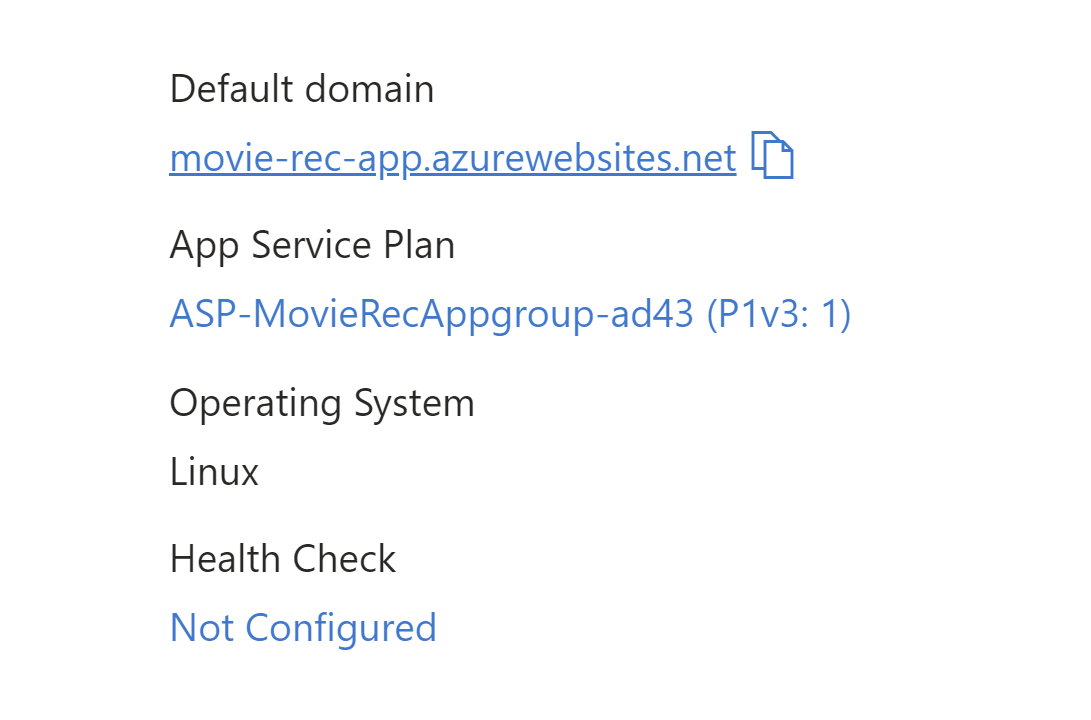 Default domain
movie-rec-app.azurewebsites.net
App Service Plan
ASP-MovieRecAppgroup-ad43 (P1v3: 1)
Operating System
Linux
Health Check
Not Configured